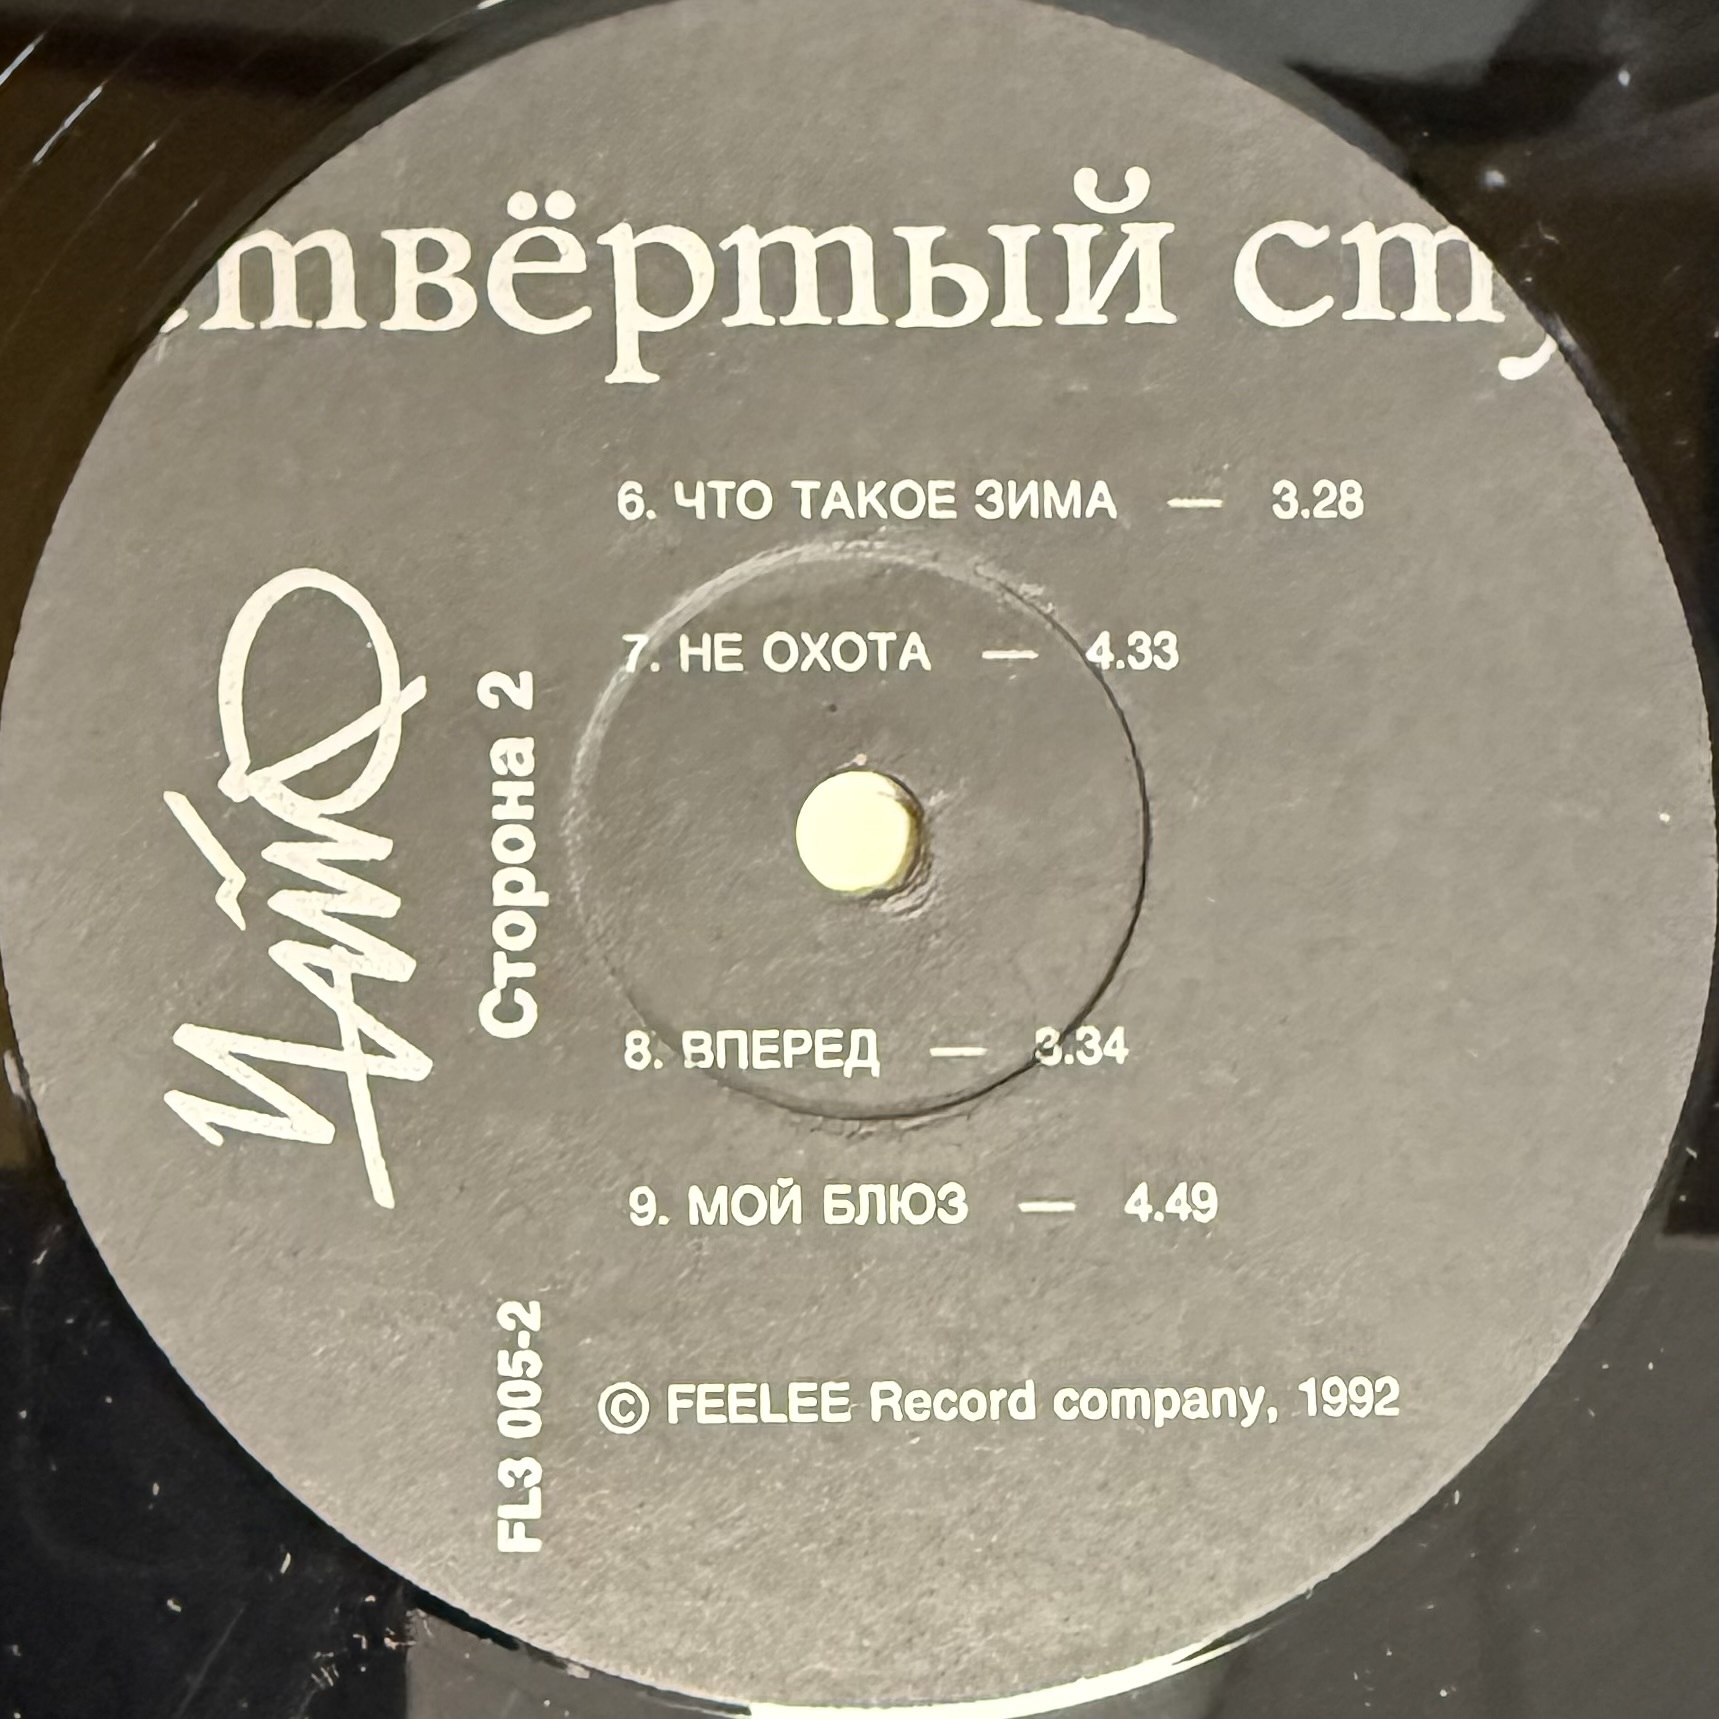 твёртый ст
6. ЧТО ТАКОЕ ЗИМА — 3.28
7. НЕ ОХОТА — 4.33
8. ВПЕРЕД — 3.34
9. МОЙ БЛЮЗ — 4.49
© FEELEE Record company, 1992
ЧАЙФ
Сторона 2
FL3 005-2